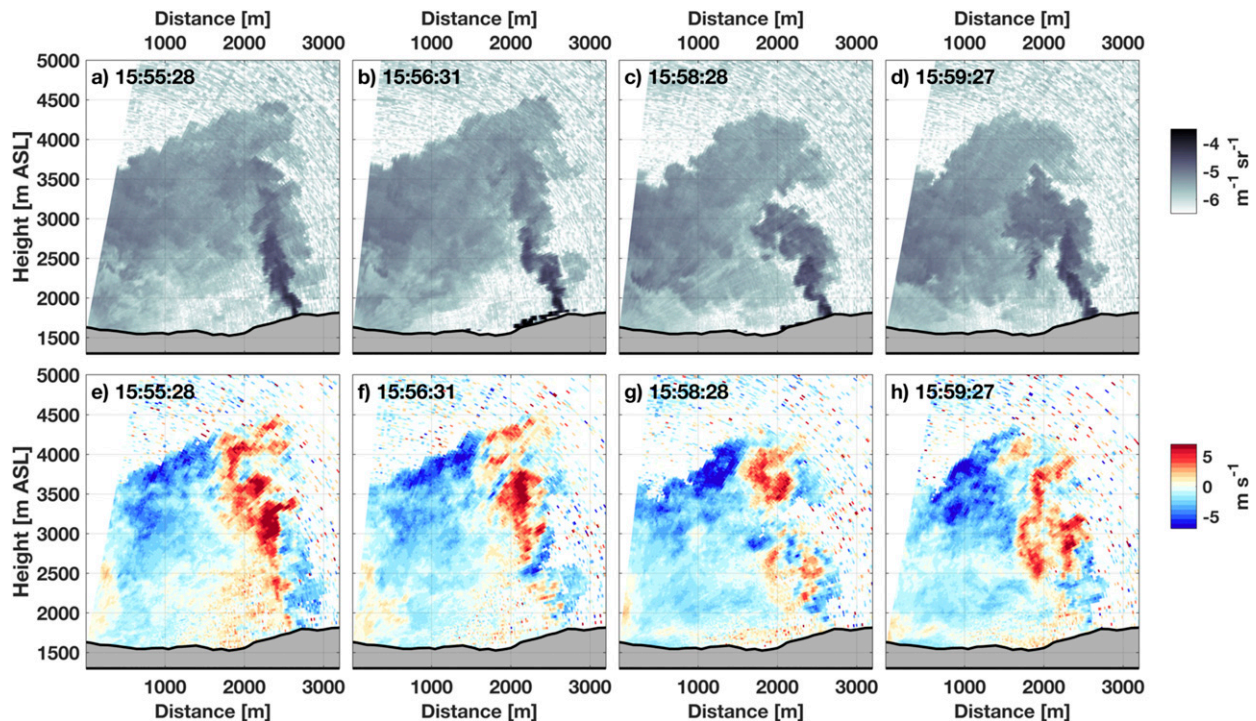 Distance [m] Distance [m] Distance [m] Distance [m]
1000 2000 3000 1000 2000 3000 1000 2000 3000 1000 2000 3000
5000
a) 15:55:28 b) 15:56:31 c) 15:58:28 d) 15:59:27
4500
4000
3500
3000
2500
2000
1500
Height [m ASL]
-4
-5
-6
m⁻¹ sr⁻¹
5000
e) 15:55:28 f) 15:56:31 g) 15:58:28 h) 15:59:27
4500
4000
3500
3000
2500
2000
1500
Height [m ASL]
5
0
-5
m s⁻¹
1000 2000 3000 1000 2000 3000 1000 2000 3000 1000 2000 3000
Distance [m] Distance [m] Distance [m] Distance [m]